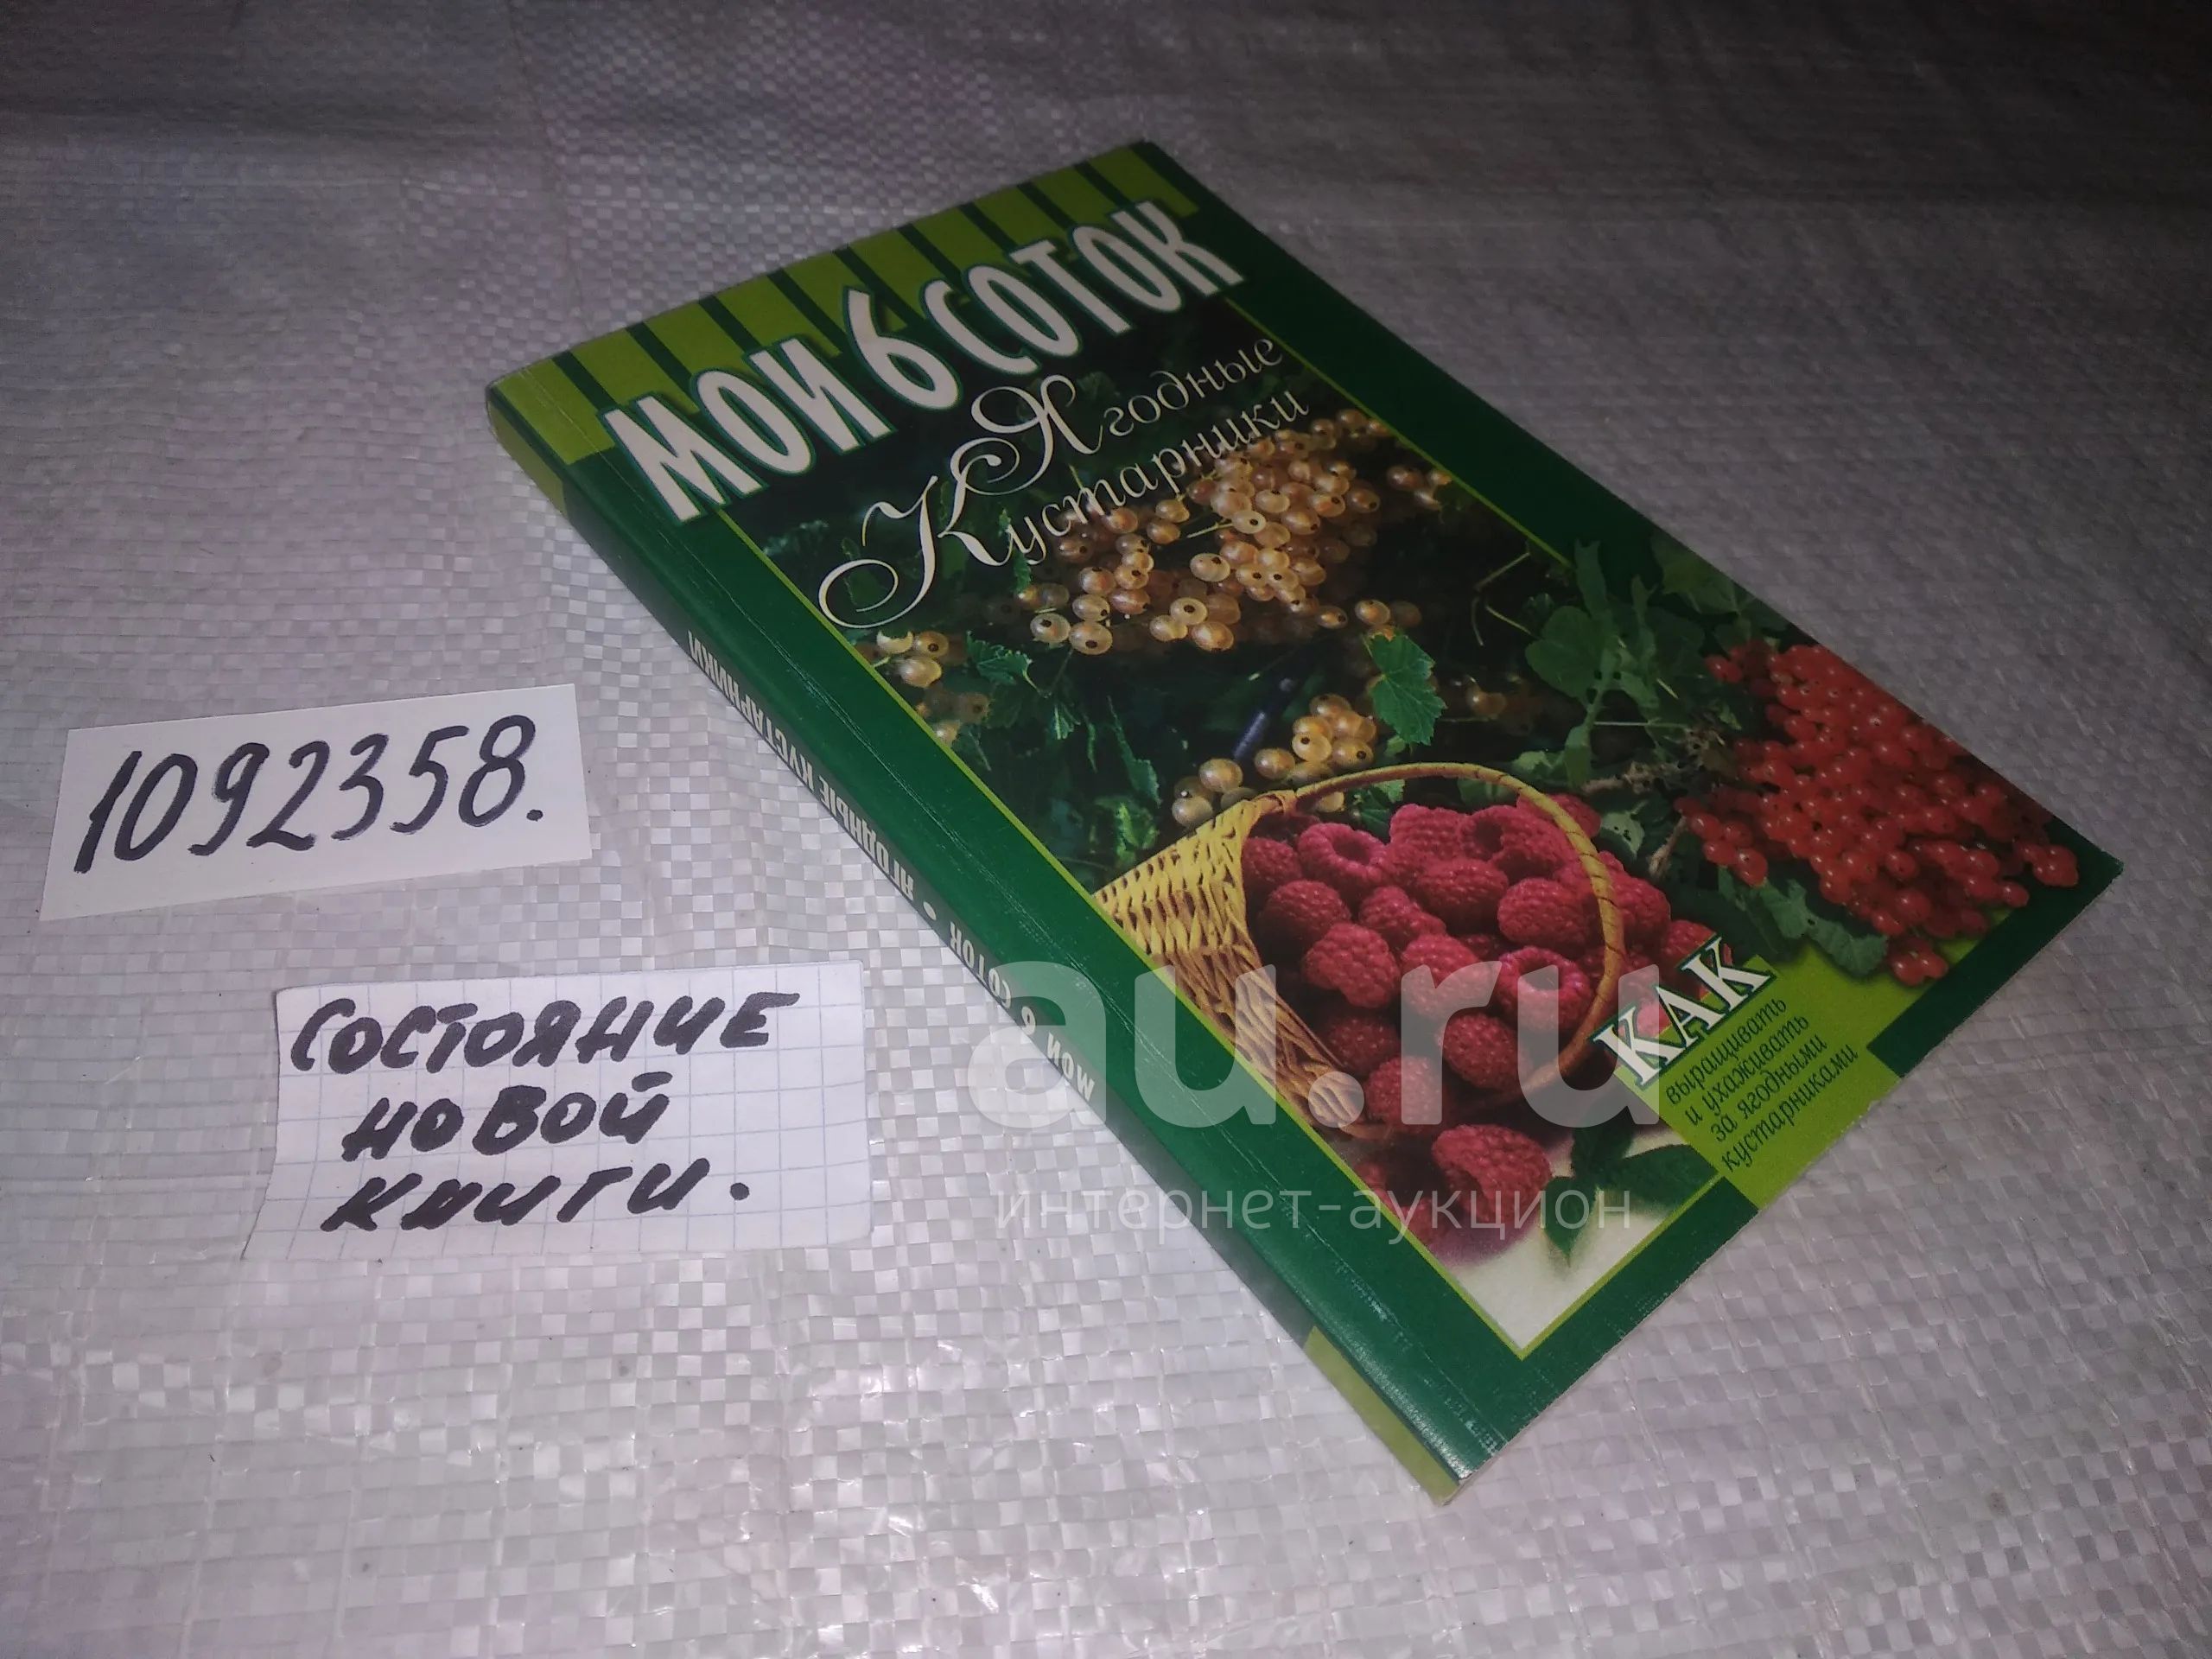 МОИ 6 СОТОК
Ягодные
Кустарники
КАК
выращивать
и ухаживать
за ягодными
кустарниками
МОИ 6 СОТОК • ЯГОДНЫЕ КУСТАРНИКИ
1092358.
СОСТОЯНИЕ
НОВОЙ
КНИГИ.
au.ru
интернет-аукцион